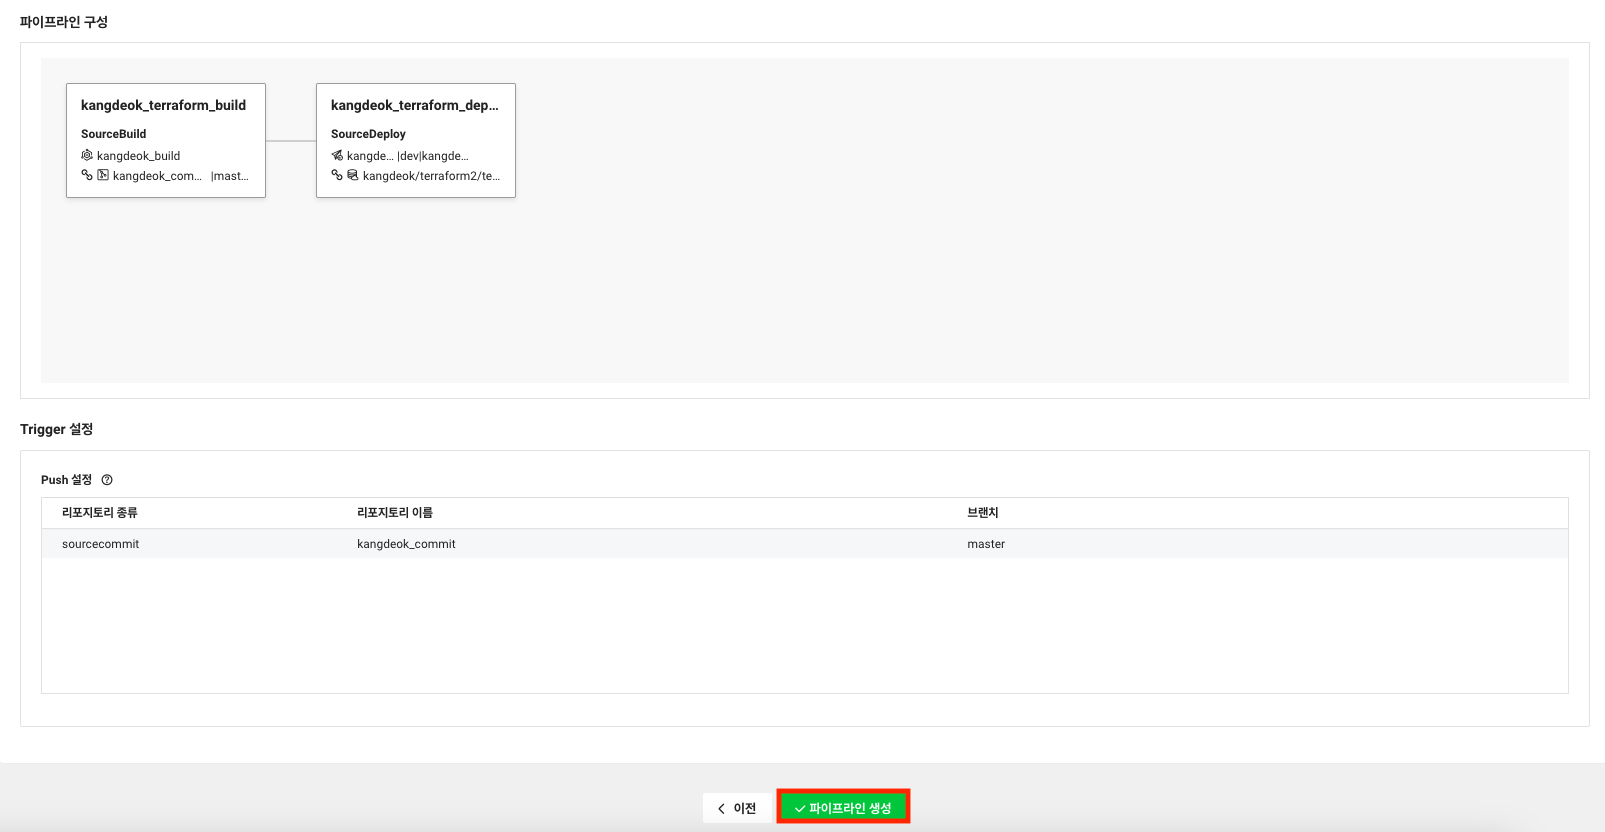 파이프라인 구성
kangdeok_terraform_build
SourceBuild
kangdeok_build
kangdeok_com... |mast...
kangdeok_terraform_dep...
SourceDeploy
kangde... |dev|kangde...
kangdeok/terraform2/te...
Trigger 설정
Push 설정
리포지토리 종류 리포지토리 이름 브랜치
sourcecommit kangdeok_commit master
이전 파이프라인 생성